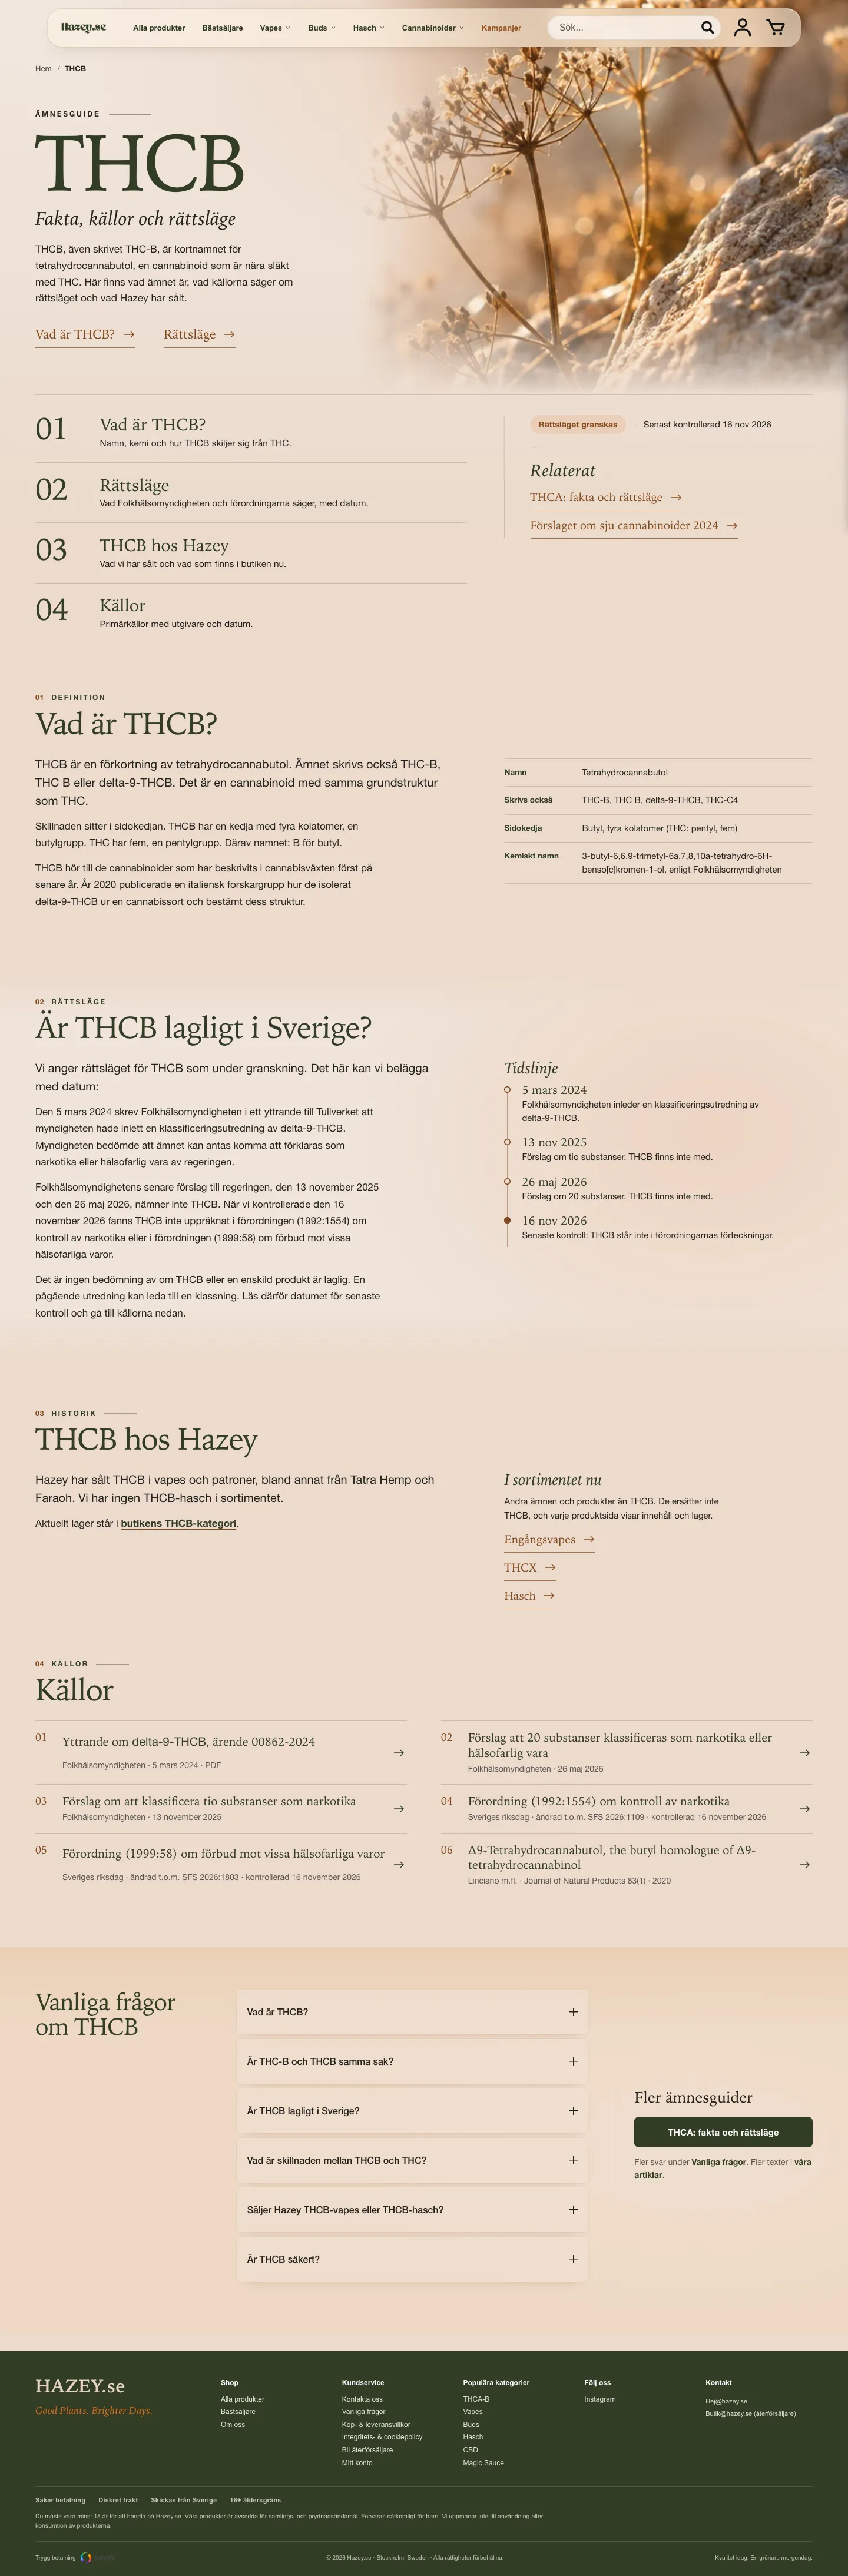 Hazey.se
Alla produkter
Bästsäljare
Vapes
Buds
Hasch
Cannabinoider
Kampanjer
Sök...
Hem / THCB
ÄMNESGUIDE
THCB
Fakta, källor och rättsläge
THCB, även skrivet THC-B, är kortnamnet för
tetrahydrocannabutol, en cannabinoid som är nära släkt
med THC. Här finns vad ämnet är, vad källorna säger om
rättsläget och vad Hazey har sålt.
Vad är THCB? →
Rättsläge →
01
Vad är THCB?
Namn, kemi och hur THCB skiljer sig från THC.
02
Rättsläge
Vad Folkhälsomyndigheten och förordningarna säger, med datum.
03
THCB hos Hazey
Vad vi har sålt och vad som finns i butiken nu.
04
Källor
Primärkällor med utgivare och datum.
Rättsläget granskas · Senast kontrollerad 16 nov 2026
Relaterat
THCA: fakta och rättsläge →
Förslaget om sju cannabinoider 2024 →
01 DEFINITION
Vad är THCB?
THCB är en förkortning av tetrahydrocannabutol. Ämnet skrivs också THC-B,
THC B eller delta-9-THCB. Det är en cannabinoid med samma grundstruktur
som THC.
Skillnaden sitter i sidokedjan. THCB har en kedja med fyra kolatomer, en
butylgrupp. THC har fem, en pentylgrupp. Därav namnet: B för butyl.
THCB hör till de cannabinoider som har beskrivits i cannabisväxten först på
senare år. År 2020 publicerade en italiensk forskargrupp hur de isolerat
delta-9-THCB ur en cannabissort och bestämt dess struktur.
Namn
Tetrahydrocannabutol
Skrivs också
THC-B, THC B, delta-9-THCB, THC-C4
Sidokedja
Butyl, fyra kolatomer (THC: pentyl, fem)
Kemiskt namn
3-butyl-6,6,9-trimetyl-6a,7,8,10a-tetrahydro-6H-
benso[c]kromen-1-ol, enligt Folkhälsomyndigheten
02 RÄTTSLÄGE
Är THCB lagligt i Sverige?
Vi anger rättsläget för THCB som under granskning. Det här kan vi belägga
med datum:
Den 5 mars 2024 skrev Folkhälsomyndigheten i ett yttrande till Tullverket att
myndigheten hade inlett en klassificeringsutredning av delta-9-THCB.
Myndigheten bedömde att ämnet kan antas komma att förklaras som
narkotika eller hälsofarlig vara av regeringen.
Folkhälsomyndighetens senare förslag till regeringen, den 13 november 2025
och den 26 maj 2026, nämner inte THCB. När vi kontrollerade den 16
november 2026 fanns THCB inte uppräknat i förordningen (1992:1554) om
kontroll av narkotika eller i förordningen (1999:58) om förbud mot vissa
hälsofarliga varor.
Det är ingen bedömning av om THCB eller en enskild produkt är laglig. En
pågående utredning kan leda till en klassning. Läs därför datumet för senaste
kontroll och gå till källorna nedan.
Tidslinje
5 mars 2024
Folkhälsomyndigheten inleder en klassificeringsutredning av
delta-9-THCB.
13 nov 2025
Förslag om tio substanser. THCB finns inte med.
26 maj 2026
Förslag om 20 substanser. THCB finns inte med.
16 nov 2026
Senaste kontroll: THCB står inte i förordningarnas förteckningar.
03 HISTORIK
THCB hos Hazey
Hazey har sålt THCB i vapes och patroner, bland annat från Tatra Hemp och
Faraoh. Vi har ingen THCB-hasch i sortimentet.
Aktuellt lager står i butikens THCB-kategori.
I sortimentet nu
Andra ämnen och produkter än THCB. De ersätter inte
THCB, och varje produktsida visar innehåll och lager.
Engångsvapes →
THCX →
Hasch →
04 KÄLLOR
Källor
01
Yttrande om delta-9-THCB, ärende 00862-2024 →
Folkhälsomyndigheten · 5 mars 2024 · PDF
02
Förslag att 20 substanser klassificeras som narkotika eller
hälsofarlig vara →
Folkhälsomyndigheten · 26 maj 2026
03
Förslag om att klassificera tio substanser som narkotika →
Folkhälsomyndigheten · 13 november 2025
04
Förordning (1992:1554) om kontroll av narkotika →
Sveriges riksdag · ändrad t.o.m. SFS 2026:1109 · kontrollerad 16 november 2026
05
Förordning (1999:58) om förbud mot vissa hälsofarliga varor →
Sveriges riksdag · ändrad t.o.m. SFS 2026:1803 · kontrollerad 16 november 2026
06
Δ9-Tetrahydrocannabutol, the butyl homologue of Δ9-
tetrahydrocannabinol →
Linciano m.fl. · Journal of Natural Products 83(1) · 2020
Vanliga frågor
om THCB
Vad är THCB? +
Är THC-B och THCB samma sak? +
Är THCB lagligt i Sverige? +
Vad är skillnaden mellan THCB och THC? +
Säljer Hazey THCB-vapes eller THCB-hasch? +
Är THCB säkert? +
Fler ämnesguider
THCA: fakta och rättsläge
Fler svar under Vanliga frågor. Fler texter i våra
artiklar.
HAZEY.se
Good Plants. Brighter Days.
Shop
Alla produkter
Bästsäljare
Om oss
Kundservice
Kontakta oss
Vanliga frågor
Köp- & leveransvillkor
Integritets- & cookiepolicy
Bli återförsäljare
Mitt konto
Populära kategorier
THCA-B
Vapes
Buds
Hasch
CBD
Magic Sauce
Följ oss
Instagram
Kontakt
Hej@hazey.se
Butik@hazey.se (återförsäljare)
Säker betalning
Diskret frakt
Skickas från Sverige
18+ åldersgräns
Du måste vara minst 18 år för att handla på Hazey.se. Våra produkter är avsedda för samlings- och prydnadsändamål. Förvaras oåtkomligt för barn. Vi uppmanar inte till användning eller
konsumtion av produkterna.
Trygg betalning
© 2026 Hazey.se · Stockholm, Sweden · Alla rättigheter förbehållna.
Kvalitet idag. En grönare morgondag.